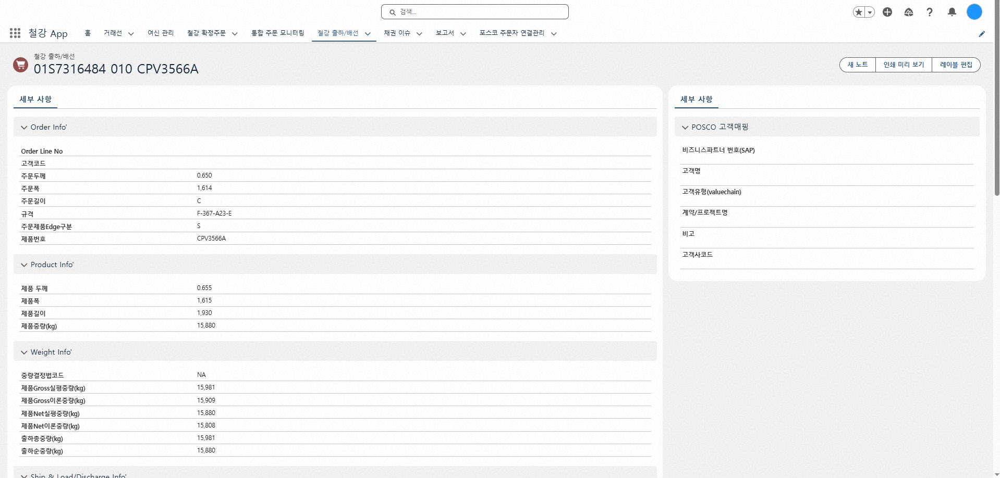 검색...
철강 App
홈
거래선
여신 관리
철강 확정주문
통합 주문 모니터링
철강 출하/배선
채권 이슈
보고서
포스코 주문자 연결관리
철강 출하/배선
01S7316484 010 CPV3566A
새 노트
인쇄 미리 보기
레이블 편집
세부 사항
Order Info'
Order Line No
고객코드
주문두께 0.650
주문폭 1,614
주문길이 C
규격 F-367-A23-E
주문제품Edge구분 S
제품번호 CPV3566A
Product Info'
제품 두께 0.655
제품폭 1,615
제품길이 1,930
제품중량(kg) 15,880
Weight Info'
중량결정법코드 NA
제품Gross실평중량(kg) 15,981
제품Gross이론중량(kg) 15,909
제품Net실평중량(kg) 15,880
제품Net이론중량(kg) 15,808
출하총중량(kg) 15,981
출하순중량(kg) 15,880
Ship & Load/Discharge Info'
세부 사항
POSCO 고객매핑
비즈니스파트너 번호(SAP)
고객명
고객유형(valuechain)
계약/프로젝트명
비고
고객사코드